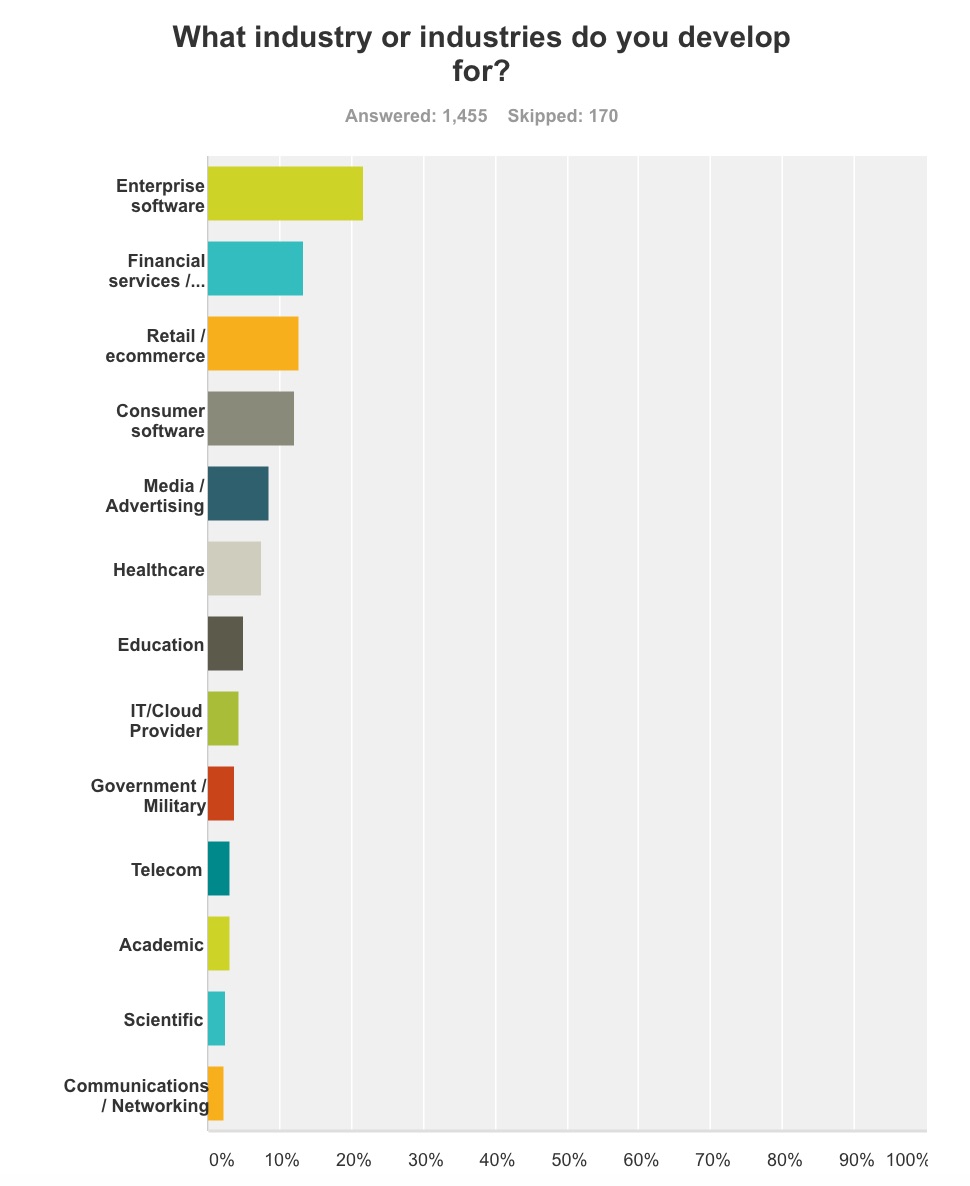 What industry or industries do you develop
for?
Answered: 1,455 Skipped: 170
Enterprise
software
Financial
services /...
Retail /
ecommerce
Consumer
software
Media /
Advertising
Healthcare
Education
IT/Cloud
Provider
Government /
Military
Telecom
Academic
Scientific
Communications
/ Networking
0% 10% 20% 30% 40% 50% 60% 70% 80% 90% 100%